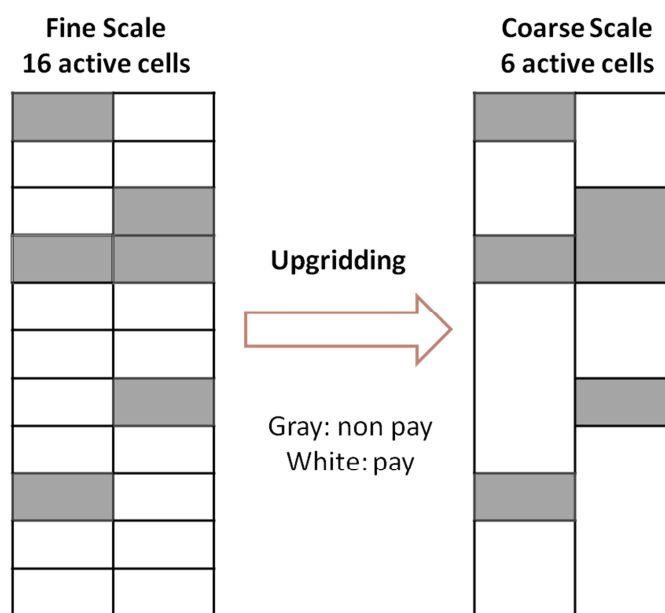 Fine Scale
16 active cells
Coarse Scale
6 active cells
Upgridding
Gray: non pay
White: pay